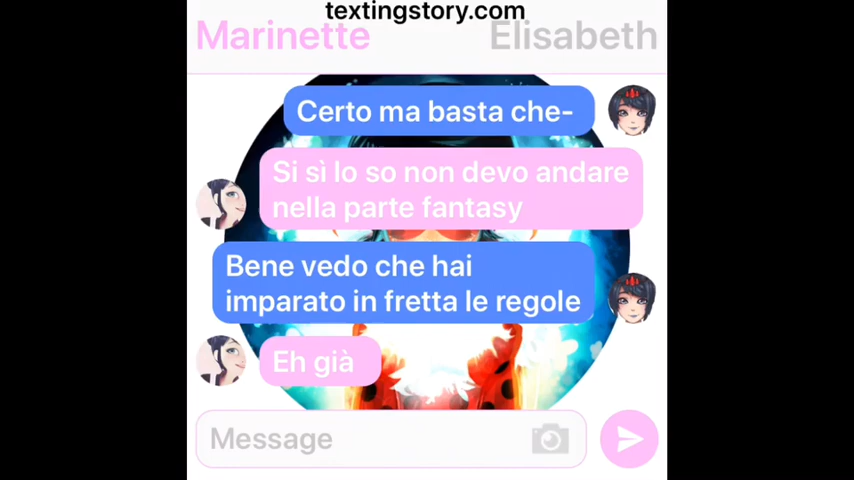 textingstory.com
Marinette Elisabeth
Certo ma basta che-
Si sì lo so non devo andare
nella parte fantasy
Bene vedo che hai
imparato in fretta le regole
Eh già
Message